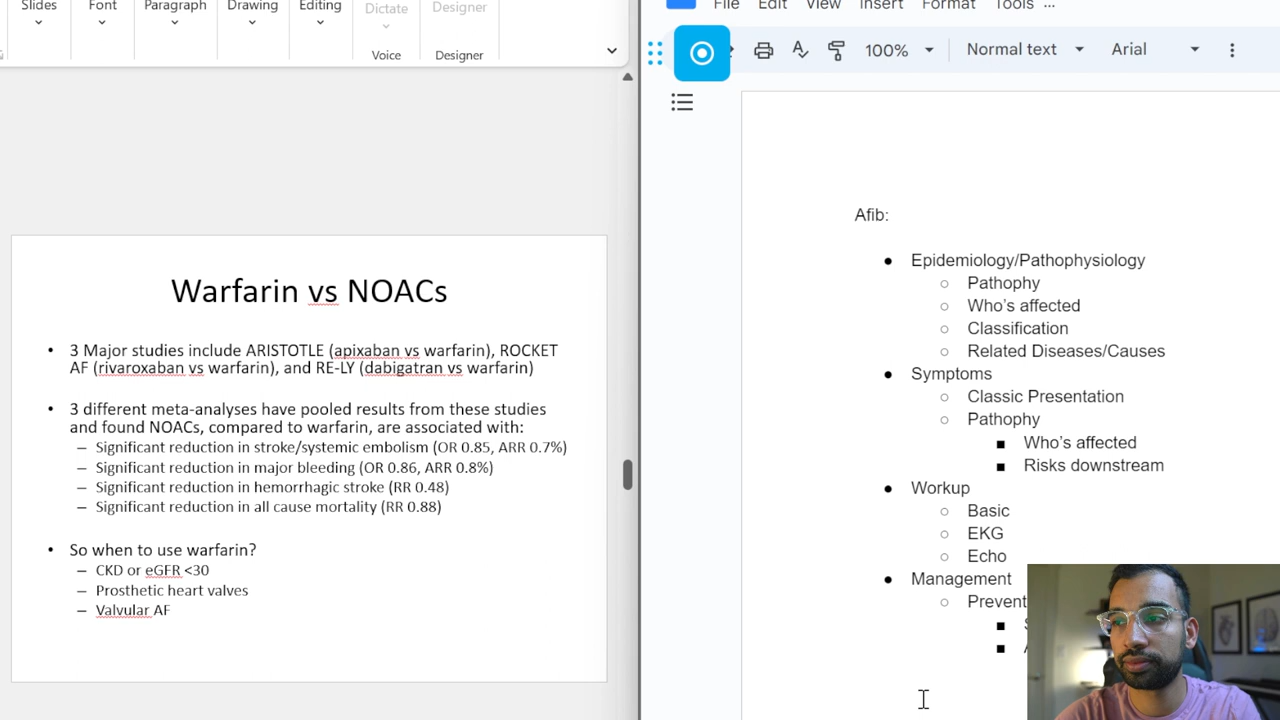 Slides
Font
Paragraph
Drawing
Editing
Dictate
Designer
Voice
Designer
Warfarin vs NOACs
• 3 Major studies include ARISTOTLE (apixaban vs warfarin), ROCKET
AF (rivaroxaban vs warfarin), and RE-LY (dabigatran vs warfarin)
• 3 different meta-analyses have pooled results from these studies
and found NOACs, compared to warfarin, are associated with:
– Significant reduction in stroke/systemic embolism (OR 0.85, ARR 0.7%)
– Significant reduction in major bleeding (OR 0.86, ARR 0.8%)
– Significant reduction in hemorrhagic stroke (RR 0.48)
– Significant reduction in all cause mortality (RR 0.88)
• So when to use warfarin?
– CKD or eGFR <30
– Prosthetic heart valves
– Valvular AF
File Edit View Insert Format Tools ...
100% Normal text Arial
Afib:
● Epidemiology/Pathophysiology
○ Pathophy
○ Who's affected
○ Classification
○ Related Diseases/Causes
● Symptoms
○ Classic Presentation
○ Pathophy
■ Who's affected
■ Risks downstream
● Workup
○ Basic
○ EKG
○ Echo
● Management
○ Prevent